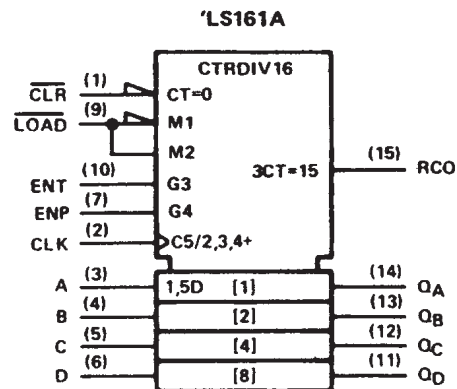 'LS161A
CTRDIV16
CLR (1) CT=0
LOAD (9) M1
M2
ENT (10) G3 3CT=15 (15) RCO
ENP (7) G4
CLK (2) C5/2,3,4+
A (3) 1,5D [1] (14) QA
B (4) [2] (13) QB
C (5) [4] (12) QC
D (6) [8] (11) QD